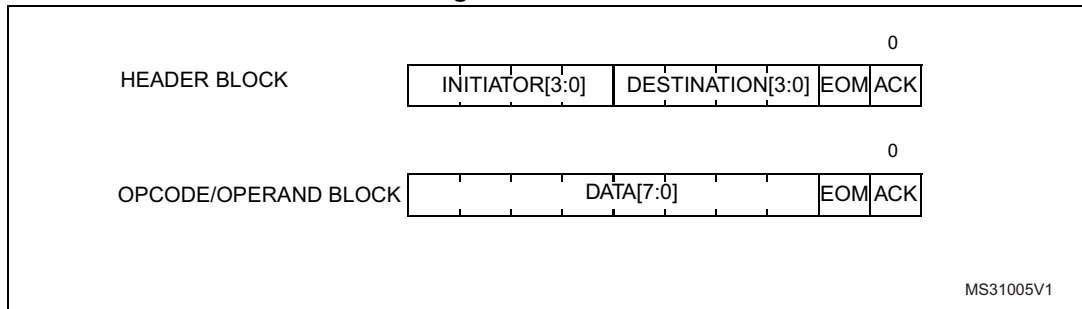 0
HEADER BLOCK INITIATOR[3:0] DESTINATION[3:0] EOM ACK
0
OPCODE/OPERAND BLOCK DATA[7:0] EOM ACK
MS31005V1